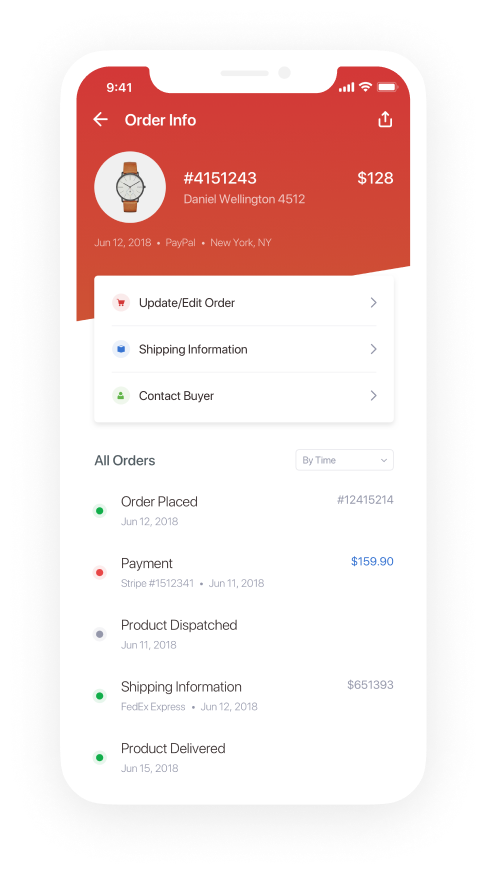 9:41
Order Info
#4151243 $128
Daniel Wellington 4512
Jun 12, 2018 • PayPal • New York, NY
Update/Edit Order
Shipping Information
Contact Buyer
All Orders By Time
Order Placed #12415214
Jun 12, 2018
Payment $159.90
Stripe #1512341 • Jun 11, 2018
Product Dispatched
Jun 11, 2018
Shipping Information $651393
FedEx Express • Jun 12, 2018
Product Delivered
Jun 15, 2018